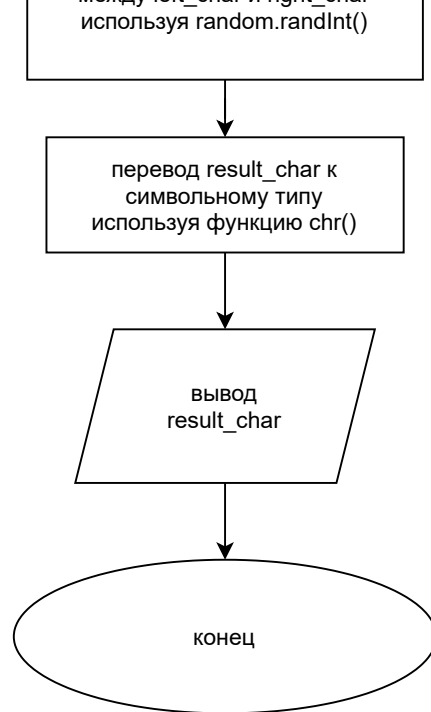 используя random.randInt()
перевод result_char к
символьному типу
используя функцию chr()
вывод
result_char
конец